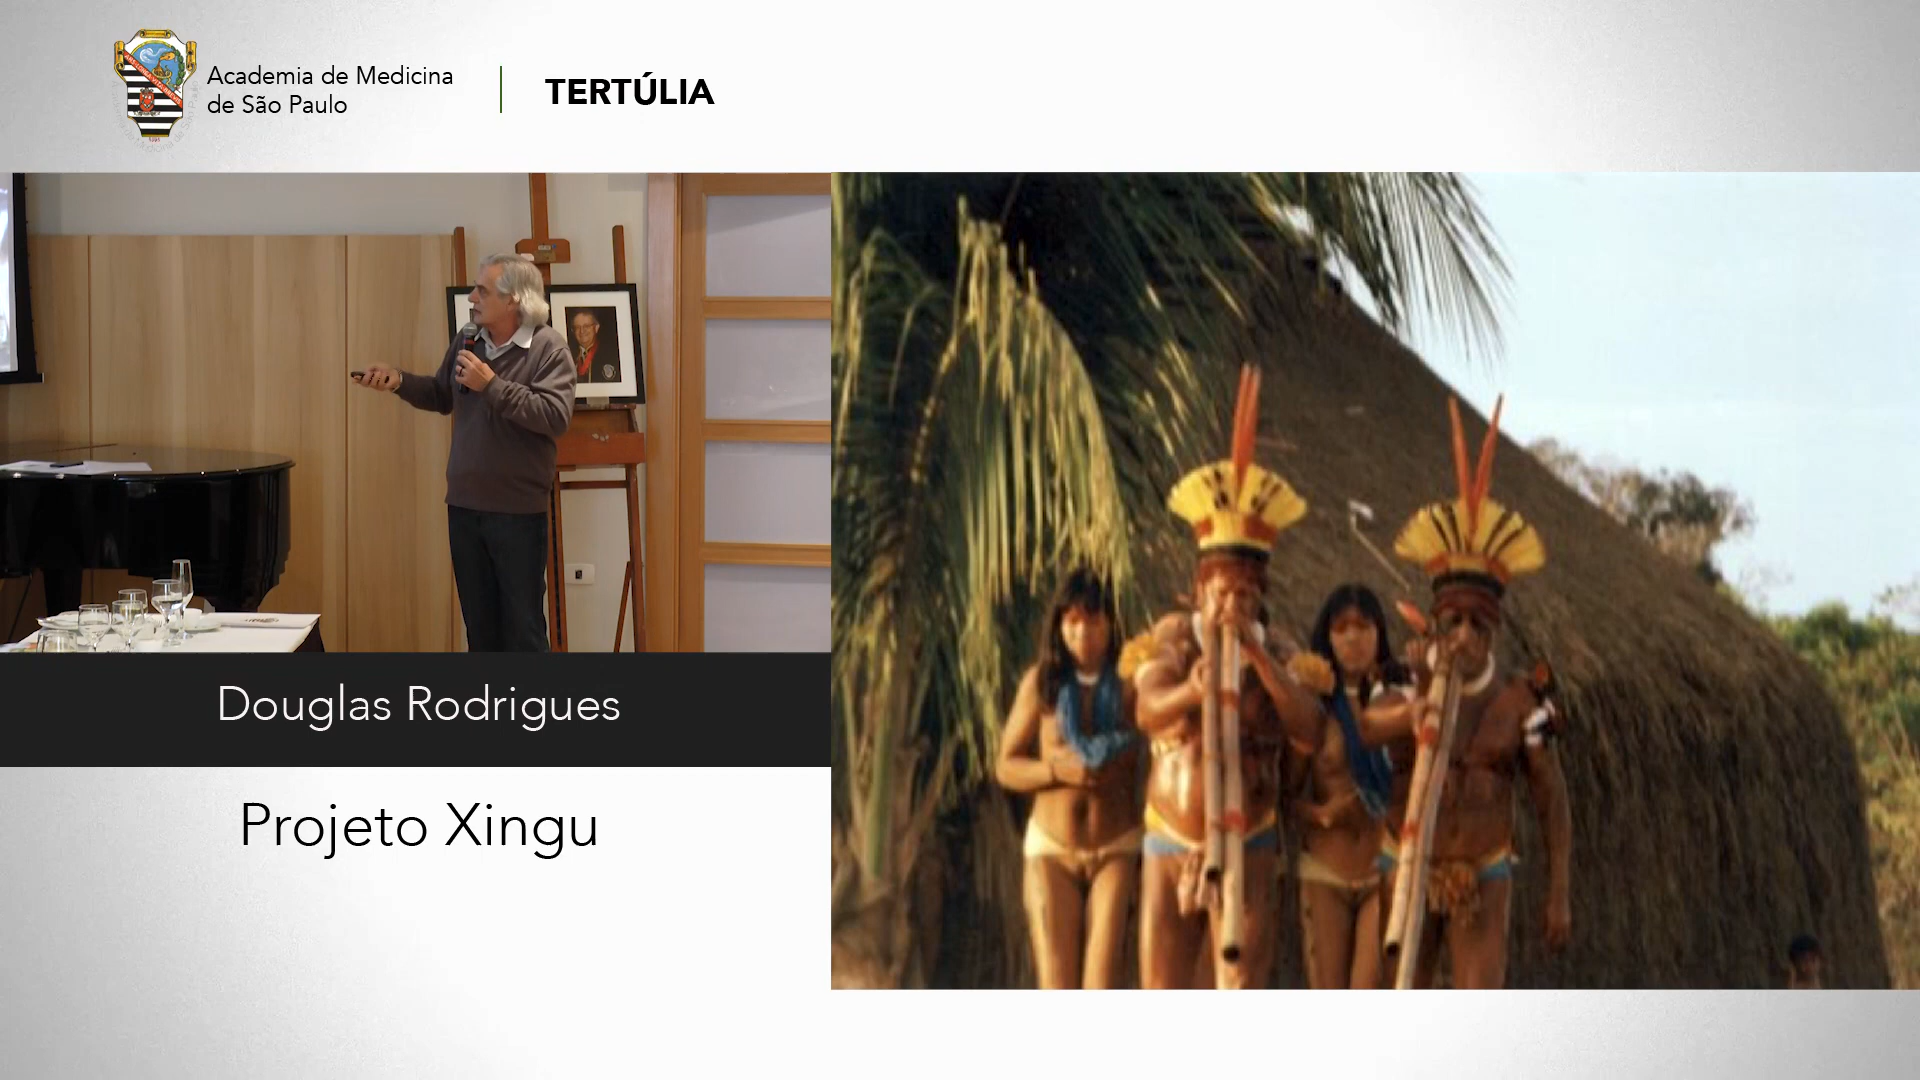 Academia de Medicina
de São Paulo
TERTÚLIA
Douglas Rodrigues
Projeto Xingu